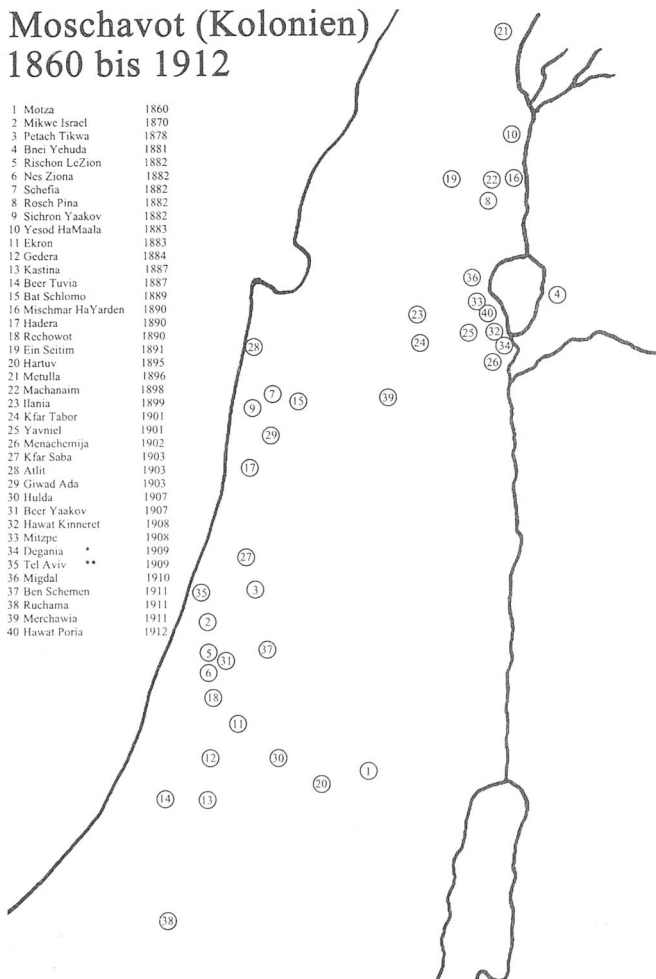 Moschavot (Kolonien)
1860 bis 1912
1 Motza 1860
2 Mikwe Israel 1870
3 Petach Tikwa 1878
4 Bnei Yehuda 1881
5 Rischon LeZion 1882
6 Nes Ziona 1882
7 Schefia 1882
8 Rosch Pina 1882
9 Sichron Yaakov 1882
10 Yesod HaMaala 1883
11 Ekron 1883
12 Gedera 1884
13 Kastina 1887
14 Beer Tuvia 1887
15 Bat Schlomo 1889
16 Mischmar HaYarden 1890
17 Hadera 1890
18 Rechowot 1890
19 Ein Seitim 1891
20 Hartuv 1895
21 Metulla 1896
22 Machanaim 1898
23 Ilania 1899
24 Kfar Tabor 1901
25 Yavniel 1901
26 Menachemija 1902
27 Kfar Saba 1903
28 Atlit 1903
29 Giwad Ada 1903
30 Hulda 1907
31 Beer Yaakov 1907
32 Hawat Kinneret 1908
33 Mitzpe 1908
34 Degania * 1909
35 Tel Aviv ** 1909
36 Migdal 1910
37 Ben Schemen 1911
38 Ruchama 1911
39 Merchawia 1911
40 Hawat Poria 1912
21
10
19 22 16
8
36
4
33
40
23
25 32
24 34
28
26
7
39
9 15
29
17
27
35 3
2
5 37
31
6
18
11
12 30
1
20
14 13
38